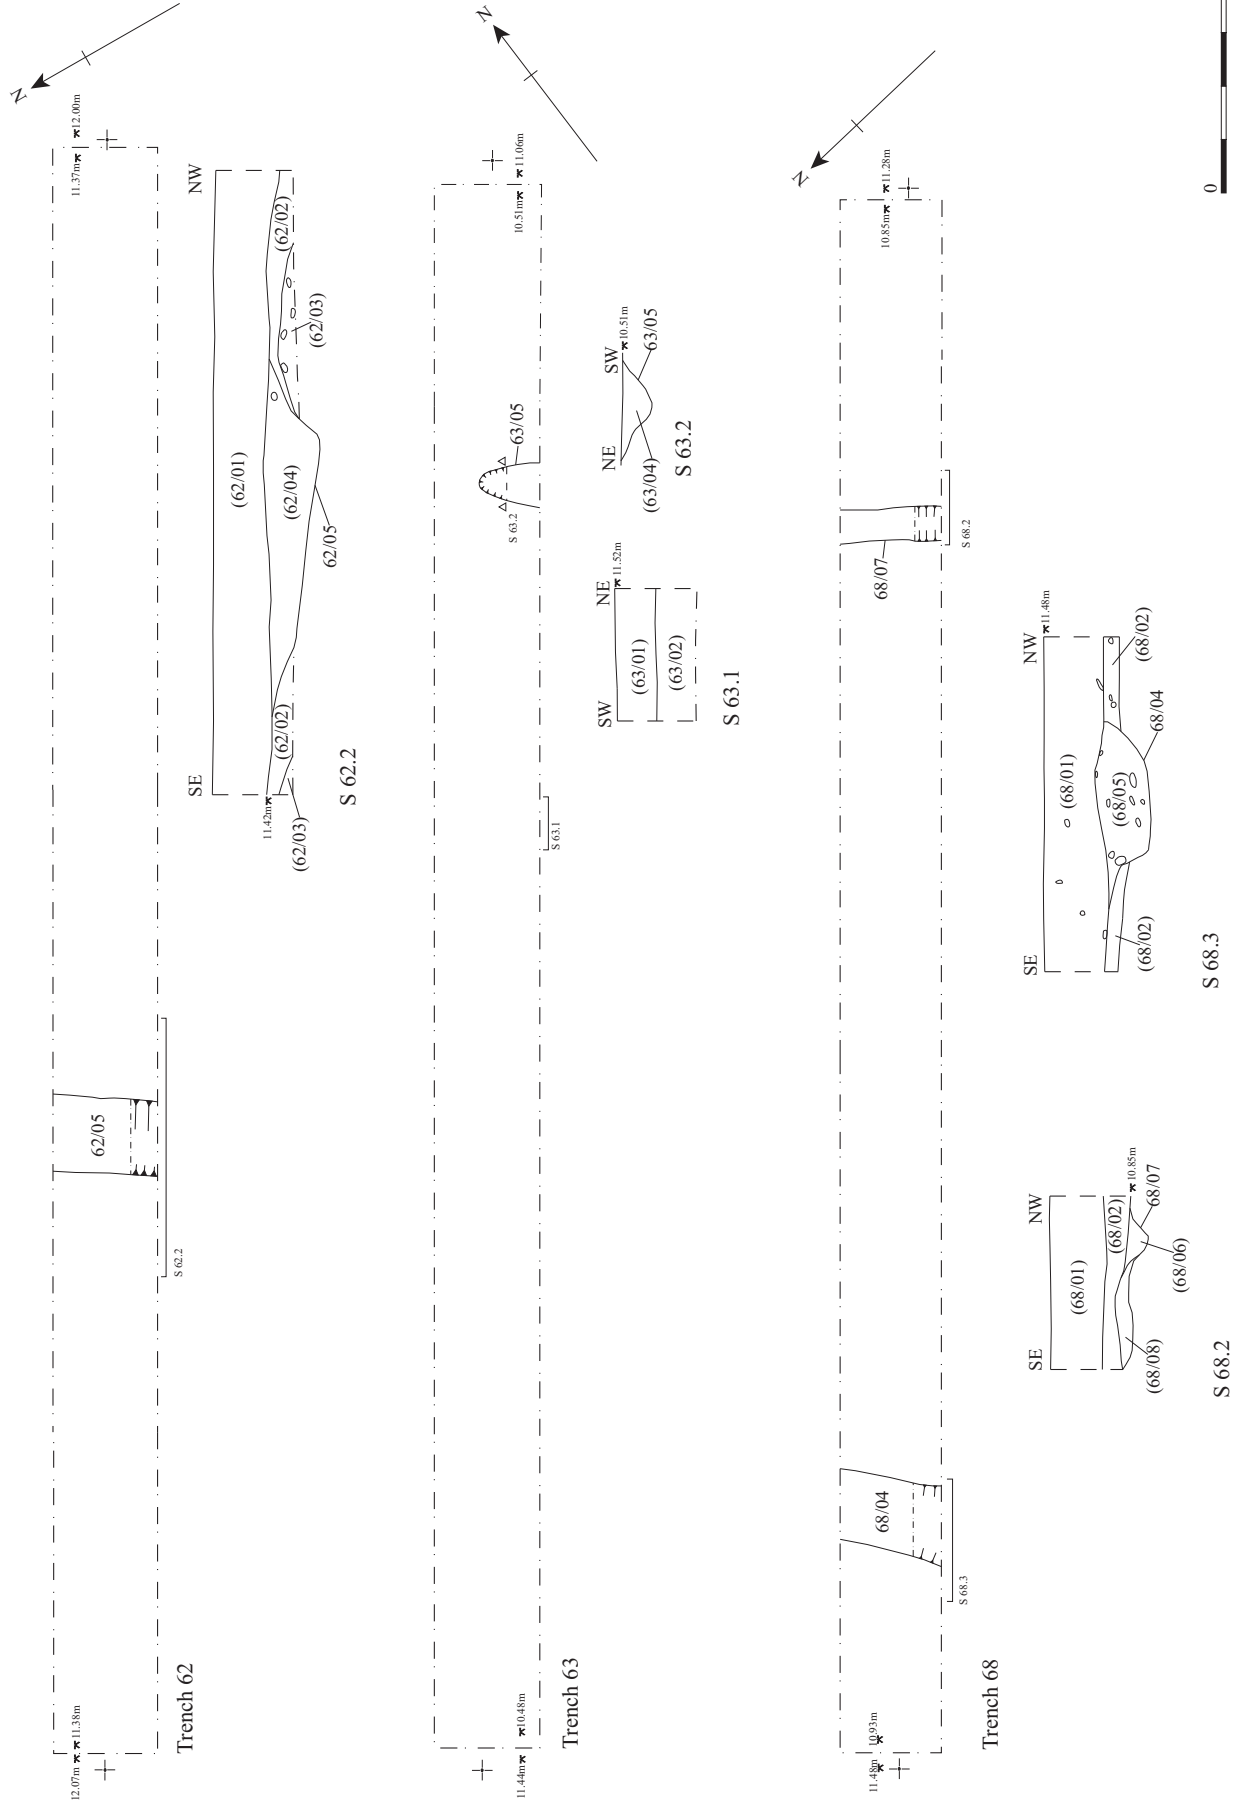 Trench 62
12.07m
11.38m
62/05
S 62.2
11.37m
12.00m
N
SE
NW
11.42m
(62/01)
(62/02)
(62/02)
(62/03)
(62/03)
(62/04)
62/05
S 62.2
Trench 63
11.44m
10.48m
S 63.1
S 63.2
63/05
10.51m
11.06m
N
SW
NE
11.52m
(63/01)
(63/02)
S 63.1
NE
SW
10.51m
(63/04)
63/05
S 63.2
Trench 68
11.48m
10.93m
68/04
S 68.3
68/07
S 68.2
10.85m
11.28m
N
SE
NW
(68/01)
(68/02)
10.85m
68/07
(68/06)
(68/08)
S 68.2
SE
NW
11.48m
(68/01)
(68/02)
(68/05)
(68/02)
68/04
S 68.3
0